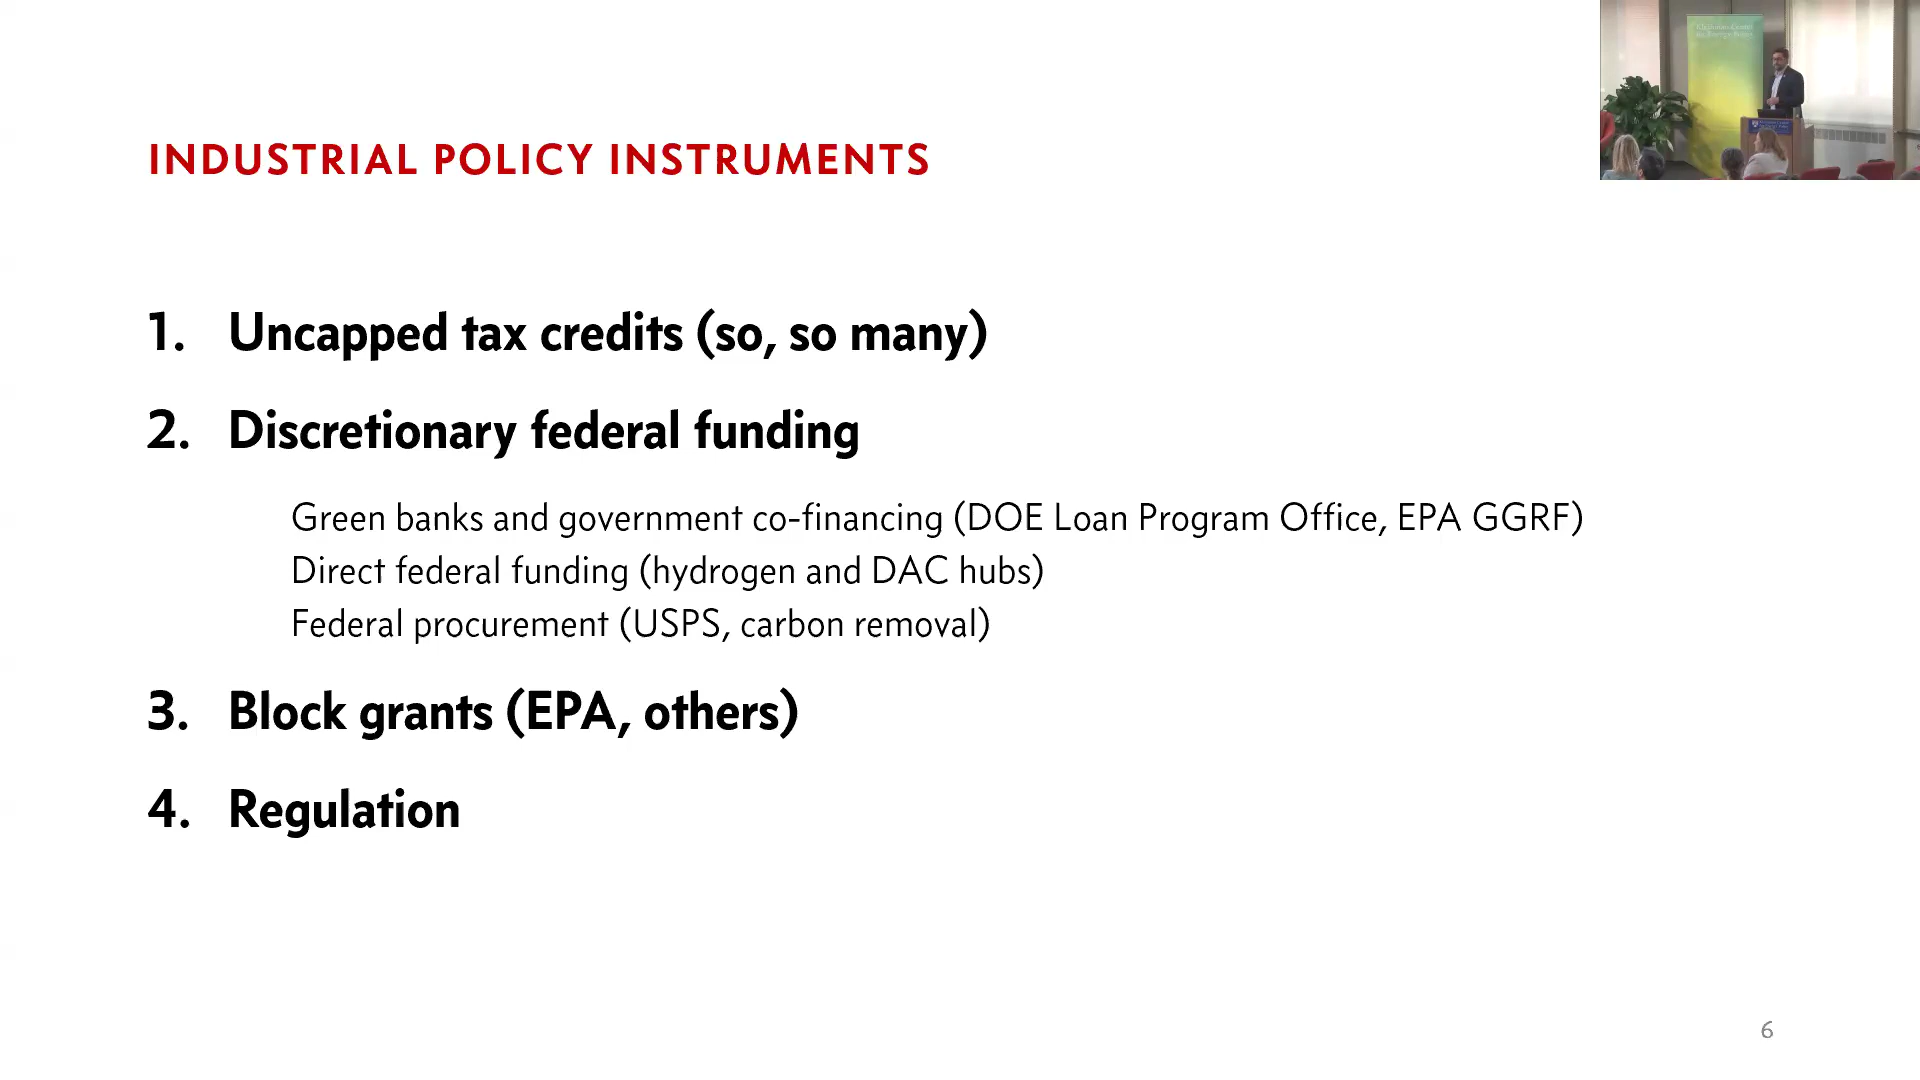 INDUSTRIAL POLICY INSTRUMENTS
1. Uncapped tax credits (so, so many)
2. Discretionary federal funding
Green banks and government co-financing (DOE Loan Program Office, EPA GGRF)
Direct federal funding (hydrogen and DAC hubs)
Federal procurement (USPS, carbon removal)
3. Block grants (EPA, others)
4. Regulation
6